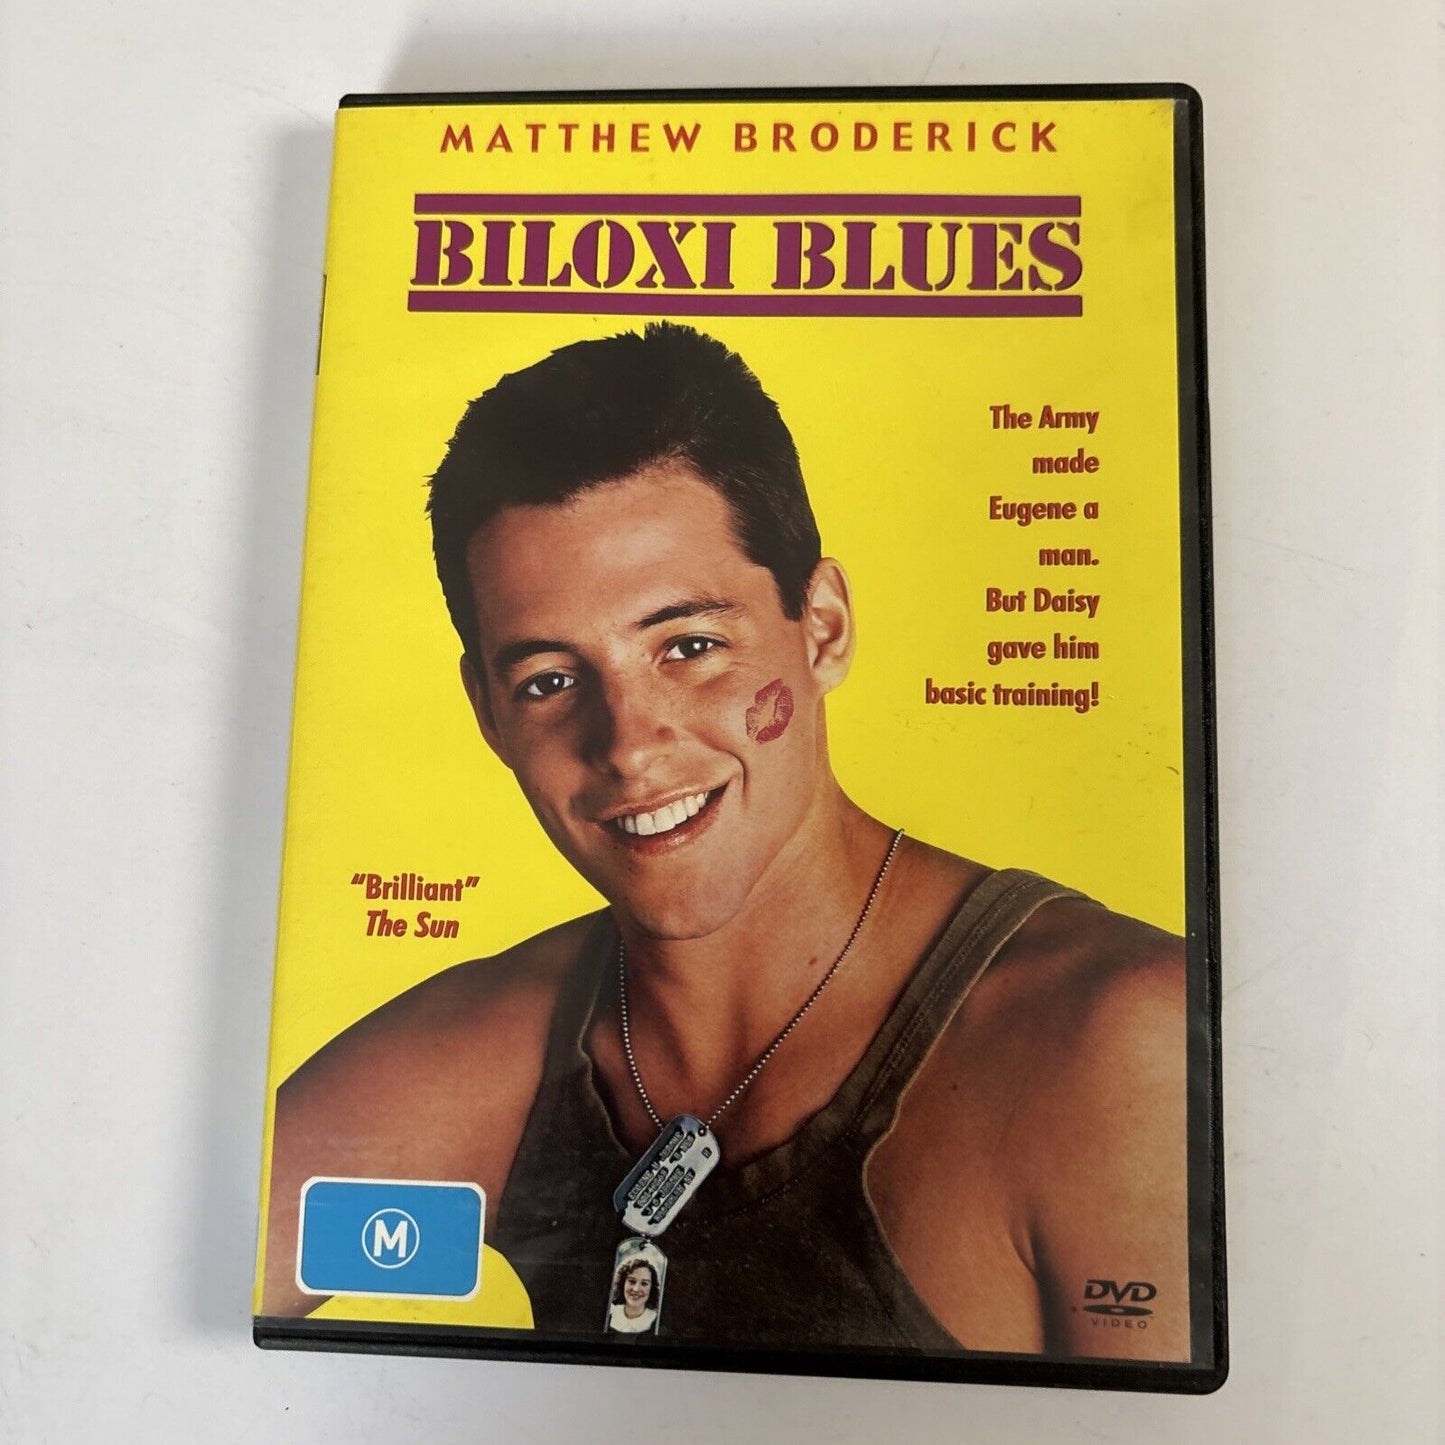 MATTHEW BRODERICK
BILOXI BLUES
The Army
made
Eugene a
man.
But Daisy
gave him
basic training!
“Brilliant”
The Sun
M
DVD
VIDEO